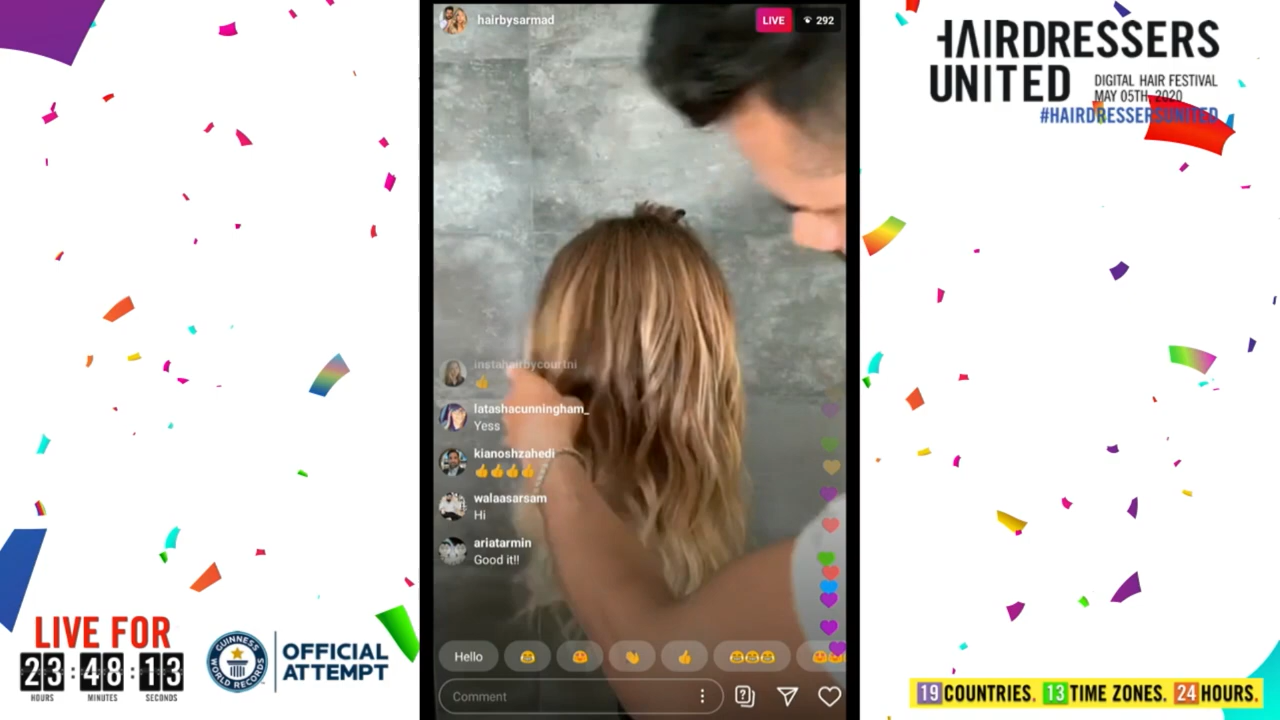 hairbysarmad
LIVE
292
HAIRDRESSERS
UNITED
DIGITAL HAIR FESTIVAL
MAY 05TH, 2020
#HAIRDRESSERSUNITED
instahairbycourtni
latashacunningham_
Yess
kianoshzahedi
walaasarsam
Hi
ariatarmin
Good it!!
Hello
Comment
LIVE FOR
23:48:13
HOURS MINUTES SECONDS
GUINNESS
WORLD RECORDS
OFFICIAL
ATTEMPT
19 COUNTRIES. 13 TIME ZONES. 24 HOURS.